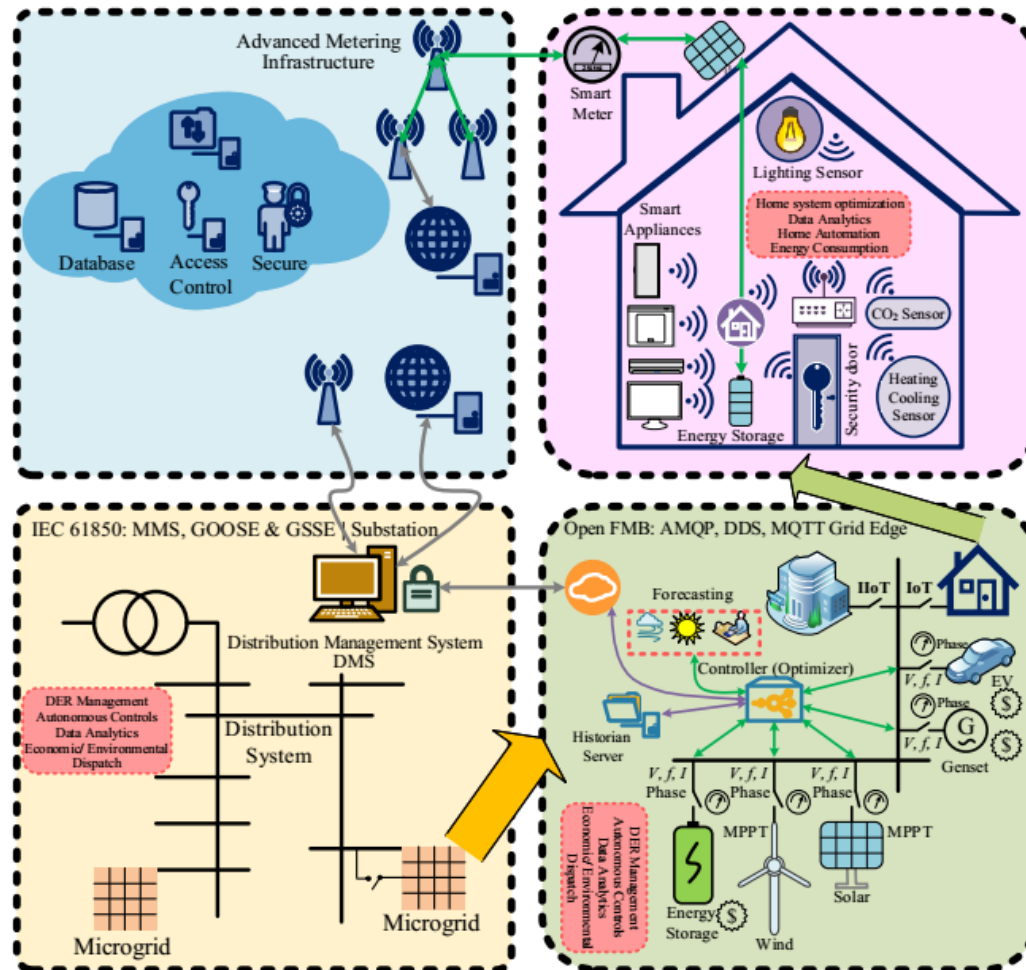 Advanced Metering
Infrastructure
Database
Access
Control
Secure
Smart
Meter
Lighting Sensor
Home system optimization
Data Analytics
Home Automation
Energy Consumption
Smart
Appliances
CO₂ Sensor
Security door
Heating
Cooling
Sensor
Energy Storage
IEC 61850: MMS, GOOSE & GSSE , Substation
Distribution Management System
DMS
DER Management
Autonomous Controls
Data Analytics
Economic/ Environmental
Dispatch
Distribution
System
Microgrid
Microgrid
Open FMB: AMQP, DDS, MQTT Grid Edge
IIoT
IoT
Forecasting
Controller (Optimizer)
Phase
V, f, I
EV
$
Phase
V, f, I
G
Genset
$
Historian
Server
V, f, I
Phase
V, f, I
Phase
V, f, I
Phase
MPPT
MPPT
DER Management
Autonomous Controls
Data Analytics
Economic/ Environmental
Dispatch
Energy
Storage
$
Wind
Solar